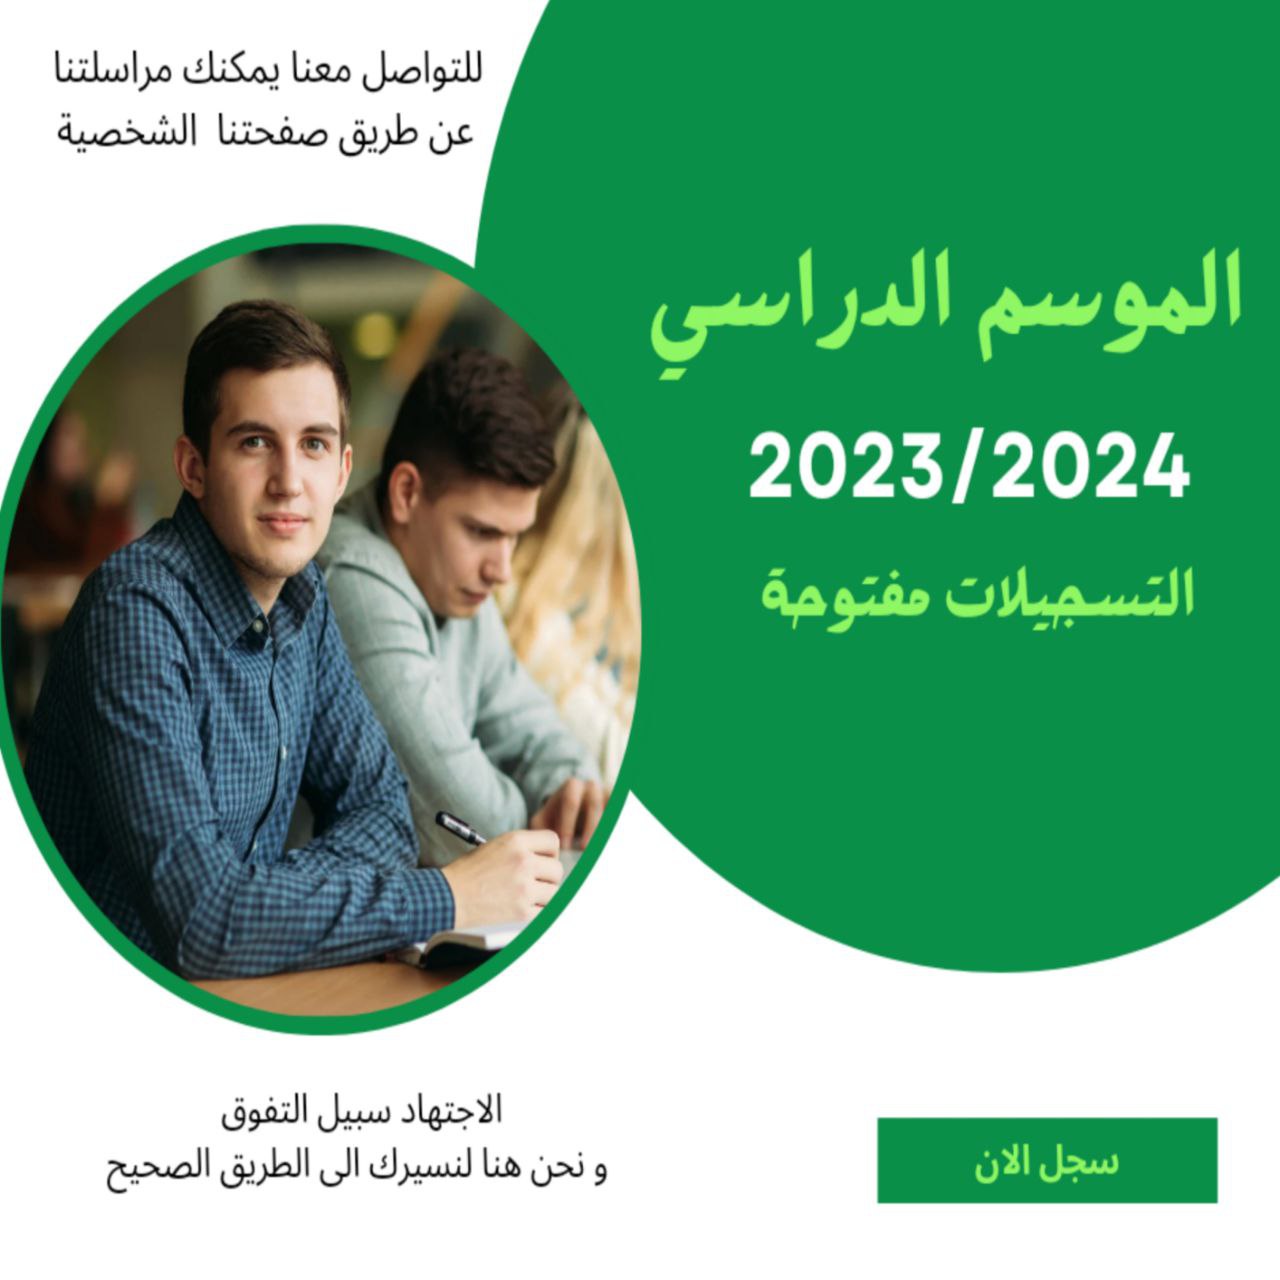 للتواصل معنا يمكنك مراسلتنا
عن طريق صفحتنا الشخصية
الموسم الدراسي
2023/2024
التسجيلات مفتوحة
الاجتهاد سبيل التفوق
و نحن هنا لنسيرك الى الطريق الصحيح
سجل الان